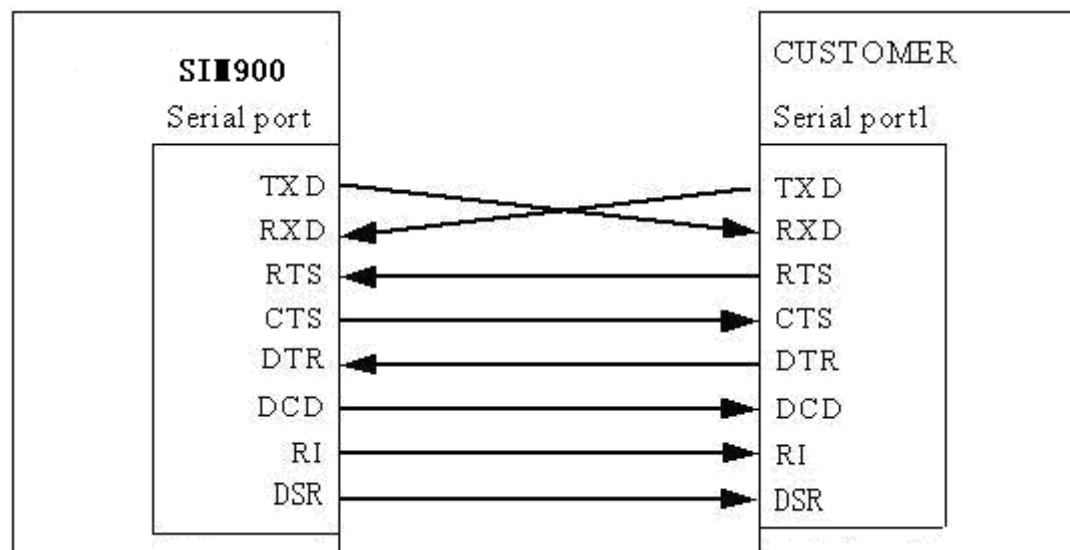 SIM900
Serial port
TXD
RXD
RTS
CTS
DTR
DCD
RI
DSR
CUSTOMER
Serial port1
TXD
RXD
RTS
CTS
DTR
DCD
RI
DSR